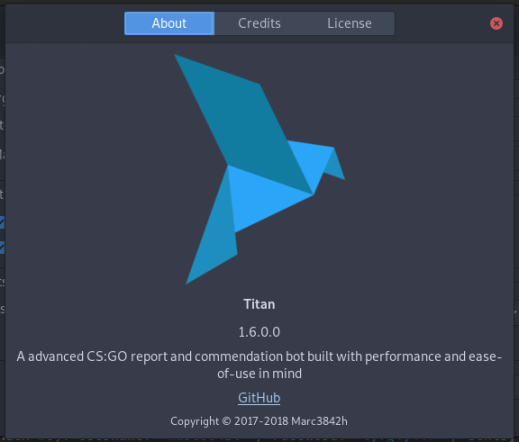 About Credits License
Titan
1.6.0.0
A advanced CS:GO report and commendation bot built with performance and ease-
of-use in mind
GitHub
Copyright © 2017-2018 Marc3842h